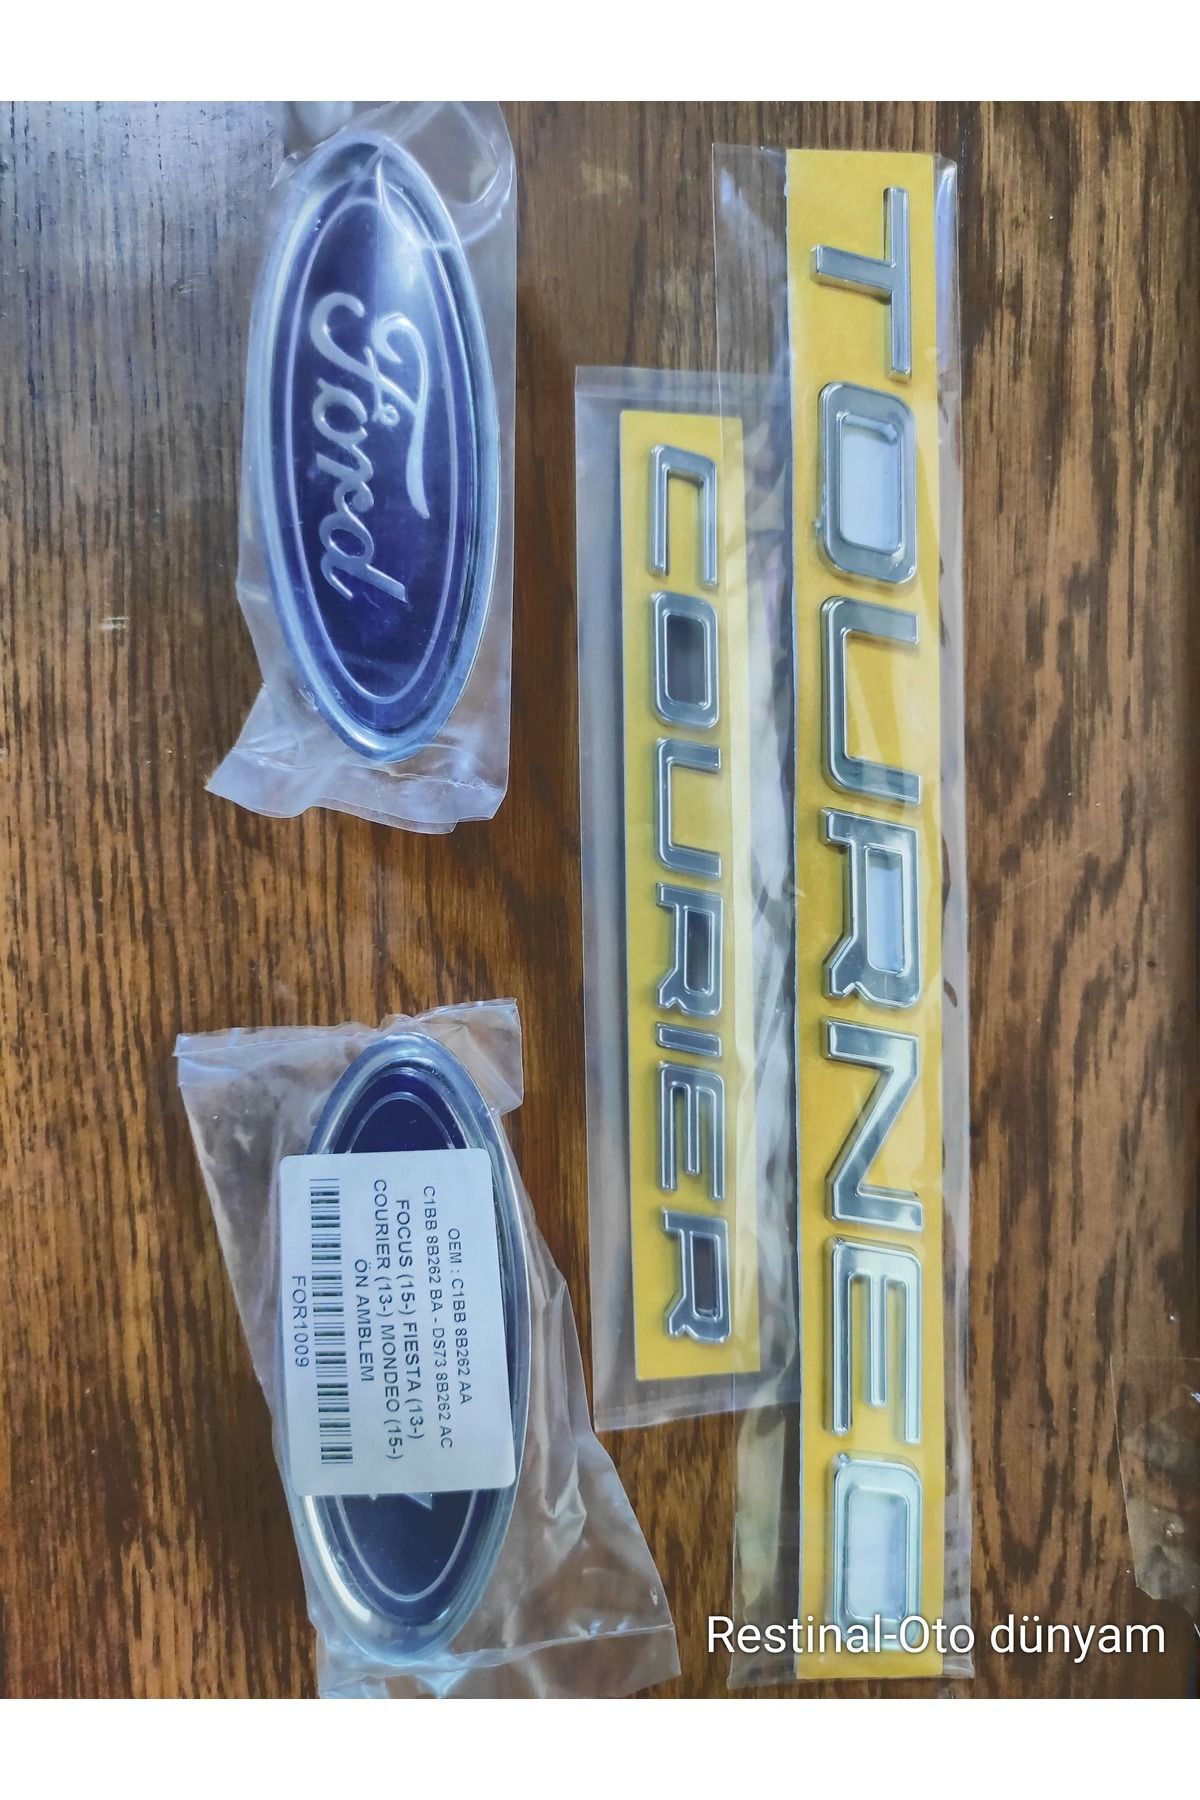 Ford
COURIER
TOURNEO
OEM : C1BB 8B262 AA
C1BB 8B262 BA - DS73 8B262 AC
FOCUS (15-) FIESTA (13-)
COURIER (13-) MONDEO (15-)
ÖN AMBLEM
FOR1009
Restinal-Oto dünyam